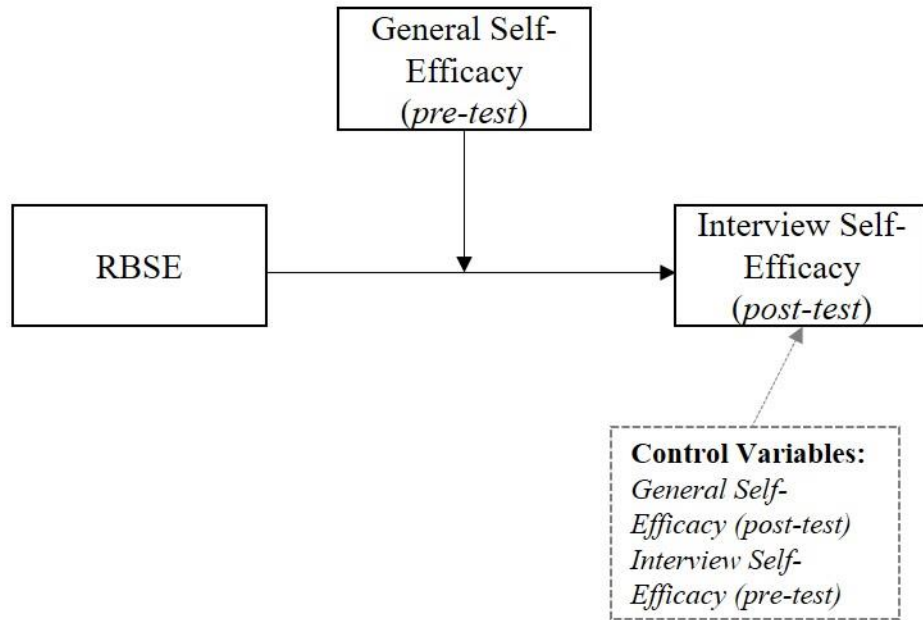 General Self-
Efficacy
(pre-test)
RBSE
Interview Self-
Efficacy
(post-test)
Control Variables:
General Self-
Efficacy (post-test)
Interview Self-
Efficacy (pre-test)